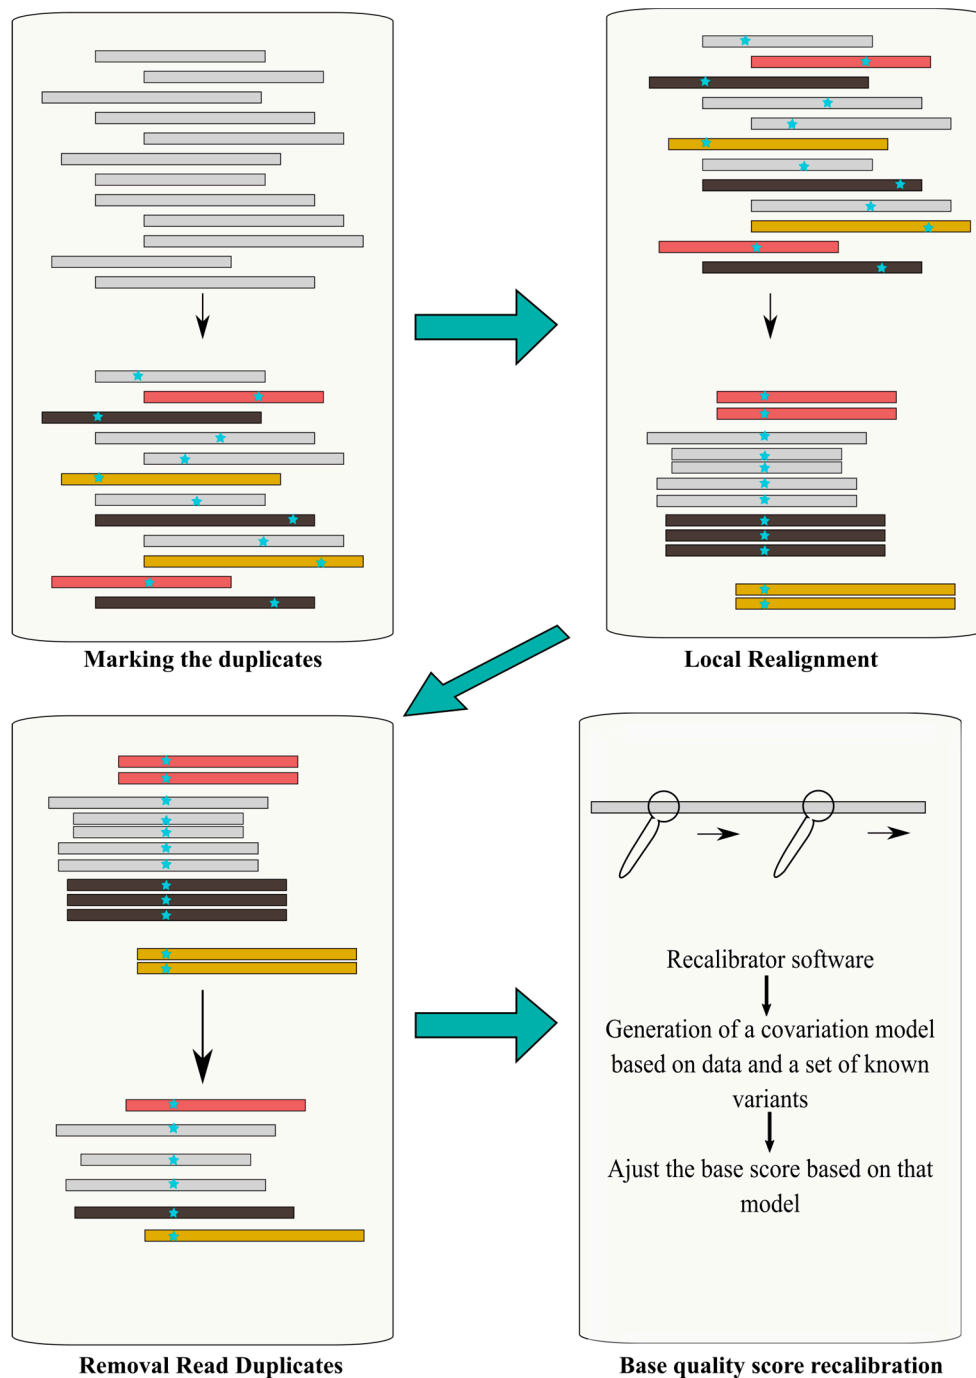 Marking the duplicates
Local Realignment
Recalibrator software
Generation of a covariation model
based on data and a set of known
variants
Ajust the base score based on that
model
Removal Read Duplicates
Base quality score recalibration